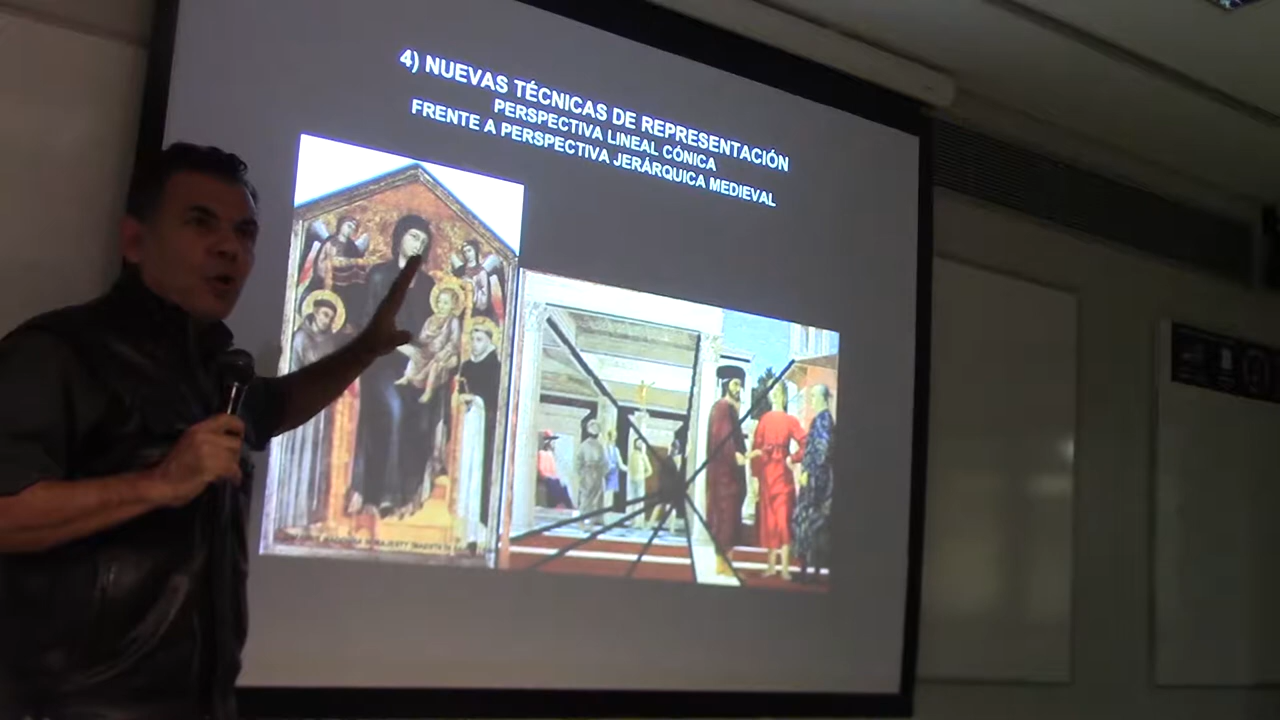 4) NUEVAS TÉCNICAS DE REPRESENTACIÓN
PERSPECTIVA LINEAL CÓNICA
FRENTE A PERSPECTIVA JERÁRQUICA MEDIEVAL